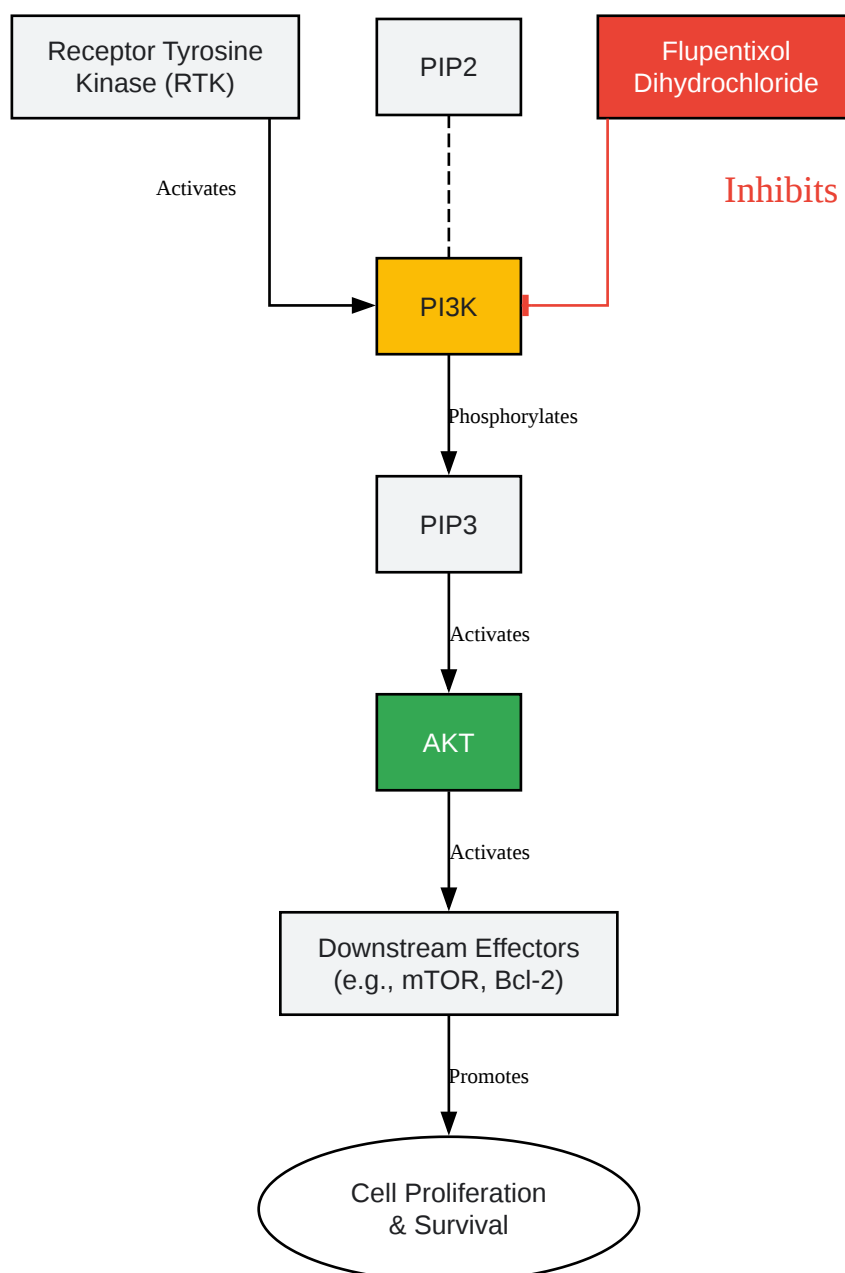 Receptor Tyrosine
Kinase (RTK)
PIP2
Flupentixol
Dihydrochloride
Activates
Inhibits
PI3K
Phosphorylates
PIP3
Activates
AKT
Activates
Downstream Effectors
(e.g., mTOR, Bcl-2)
Promotes
Cell Proliferation
& Survival